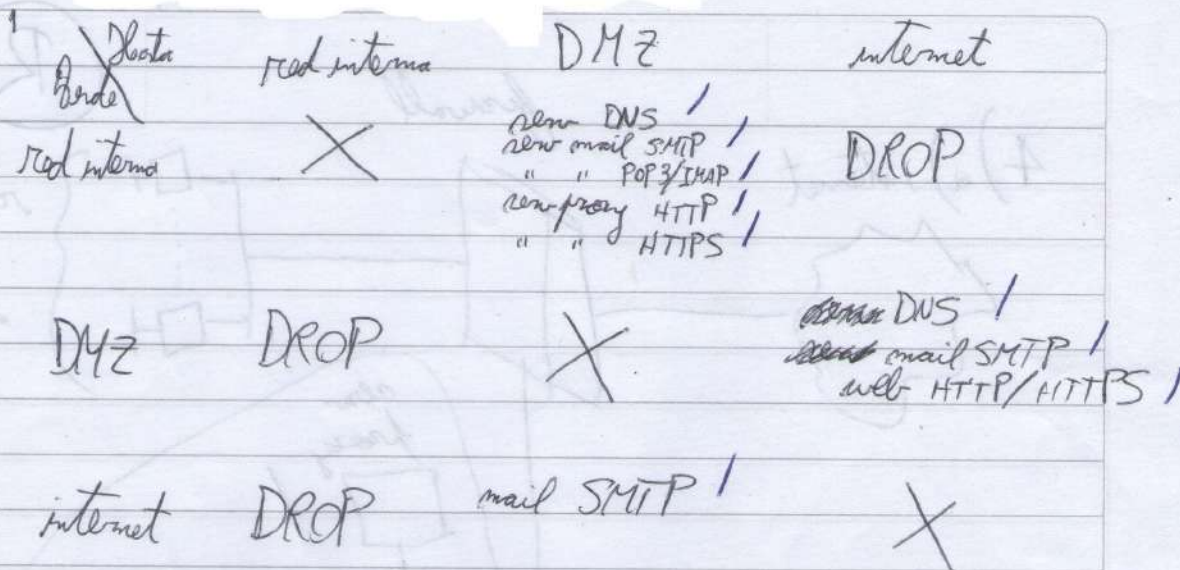 1
Hasta
Desde
red interna
DMZ
internet
red interna
X
serv DNS
serv mail SMTP
" " POP3/IMAP
serv proxy HTTP
" " HTTPS
DROP
DMZ
DROP
X
DNS
mail SMTP
web HTTP/HTTPS
internet
DROP
mail SMTP
X